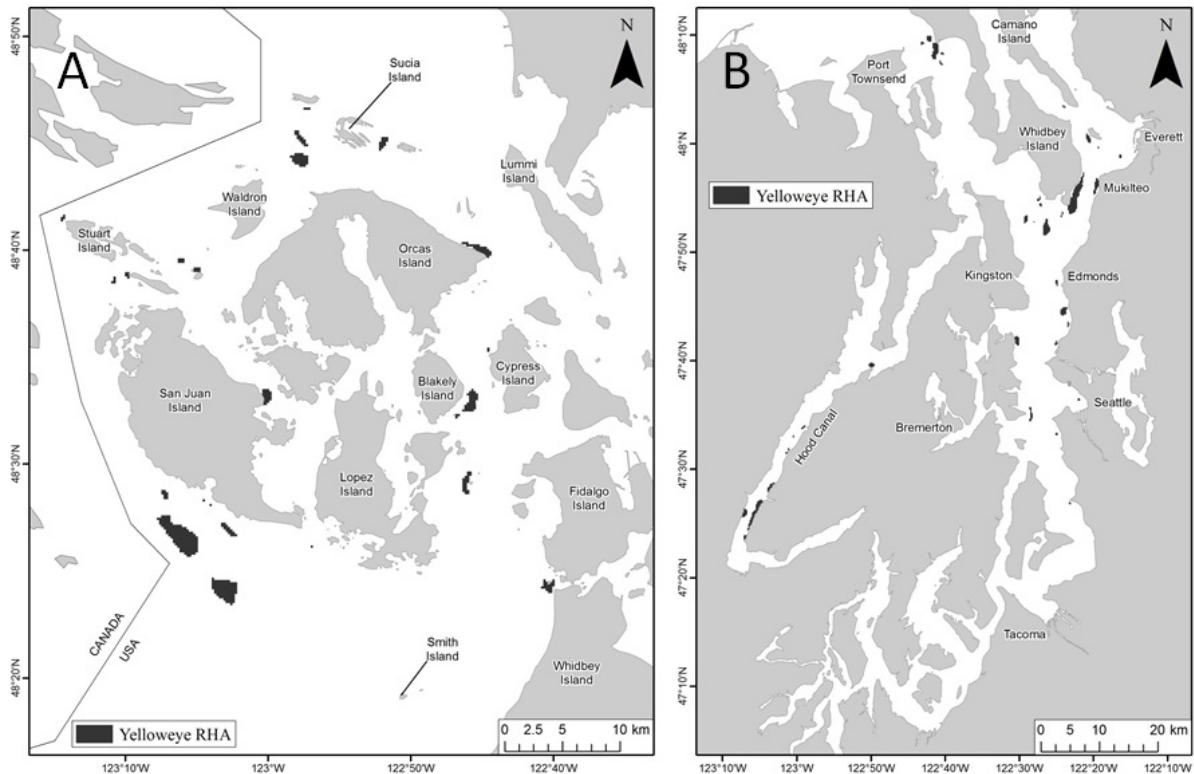 A
48°50'N
48°40'N
48°30'N
48°20'N
N
Sucia
Island
Lummi
Island
Waldron
Island
Stuart
Island
Orcas
Island
San Juan
Island
Blakely
Island
Cypress
Island
Lopez
Island
Fidalgo
Island
CANADA
USA
Smith
Island
Whidbey
Island
Yelloweye RHA
0 2.5 5 10 km
123°10'W 123°W 122°50'W 122°40'W
B
48°10'N
48°N
47°50'N
47°40'N
47°30'N
47°20'N
47°10'N
N
Camano
Island
Port
Townsend
Whidbey
Island
Everett
Mukilteo
Yelloweye RHA
Kingston
Edmonds
Seattle
Bremerton
Hood Canal
Tacoma
0 5 10 20 km
123°10'W 123°W 122°50'W 122°40'W 122°30'W 122°20'W 122°10'W